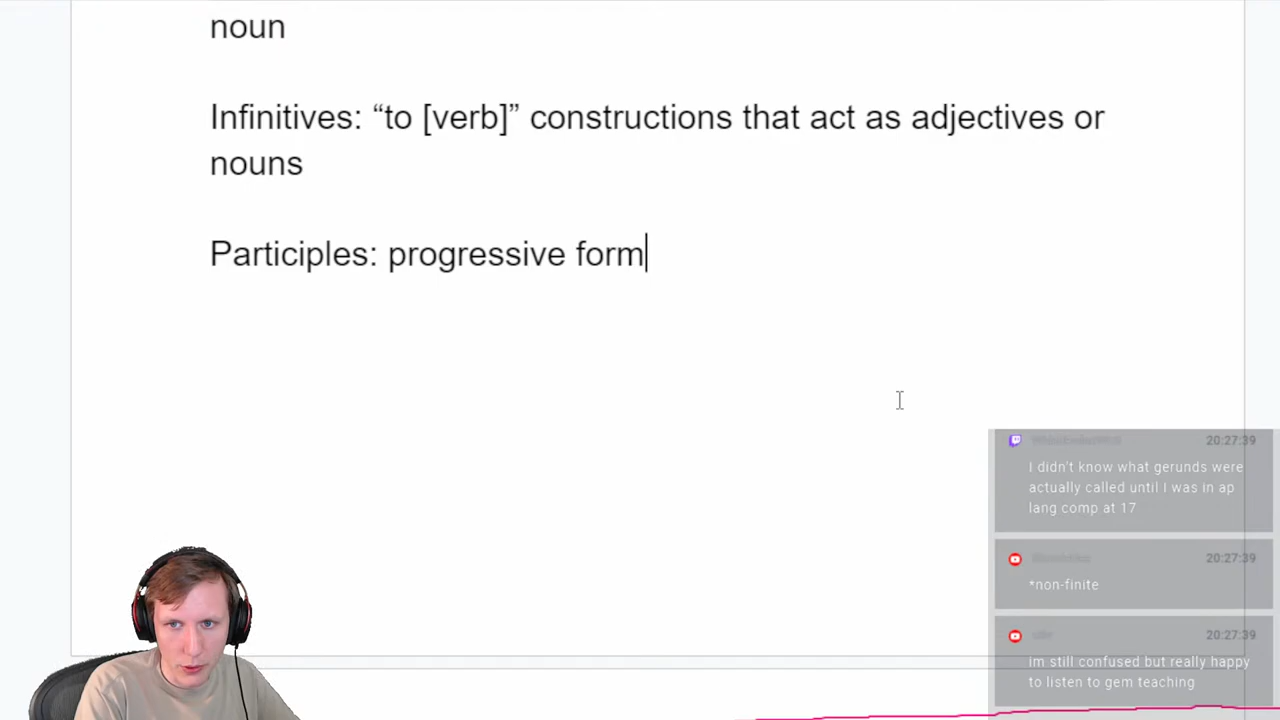 noun
Infinitives: “to [verb]” constructions that act as adjectives or
nouns
Participles: progressive form
20:27:39
I didn't know what gerunds were
actually called until I was in ap
lang comp at 17
20:27:39
*non-finite
20:27:39
im still confused but really happy
to listen to gem teaching